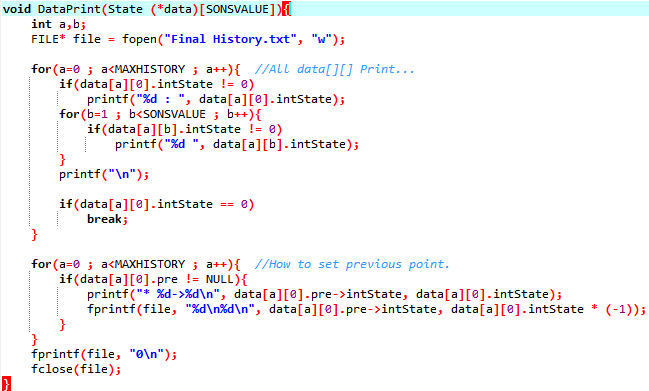 void DataPrint(State (*data)[SONSVALUE]){
    int a,b;
    FILE* file = fopen("Final History.txt", "w");

    for(a=0 ; a<MAXHISTORY ; a++){  //All data[][] Print...
        if(data[a][0].intState != 0)
            printf("%d : ", data[a][0].intState);
        for(b=1 ; b<SONSVALUE ; b++){
            if(data[a][b].intState != 0)
                printf("%d ", data[a][b].intState);
        }
        printf("\n");

        if(data[a][0].intState == 0)
            break;
    }

    for(a=0 ; a<MAXHISTORY ; a++){  //How to set previous point.
        if(data[a][0].pre != NULL){
            printf("* %d->%d\n", data[a][0].pre->intState, data[a][0].intState);
            fprintf(file, "%d\n%d\n", data[a][0].pre->intState, data[a][0].intState * (-1));
        }
    }
    fprintf(file, "0\n");
    fclose(file);
}